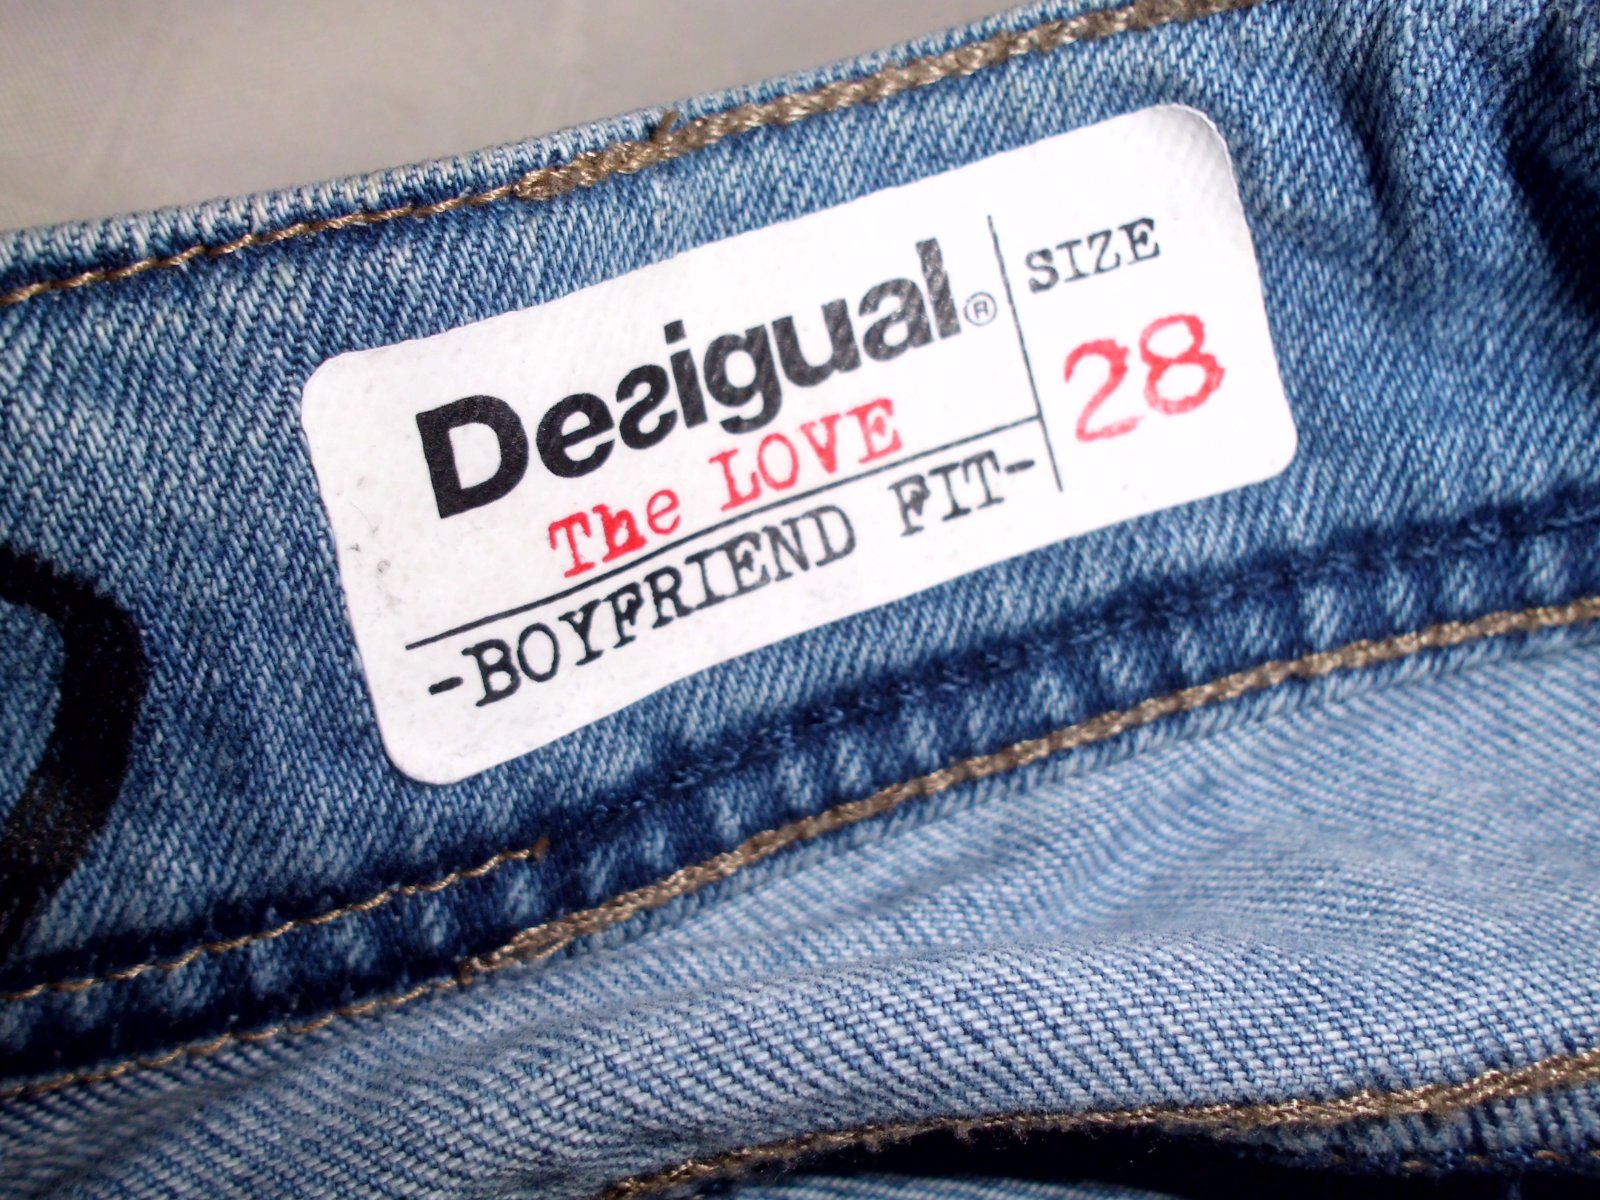 Desigual®
The LOVE
-BOYFRIEND FIT-
SIZE
28